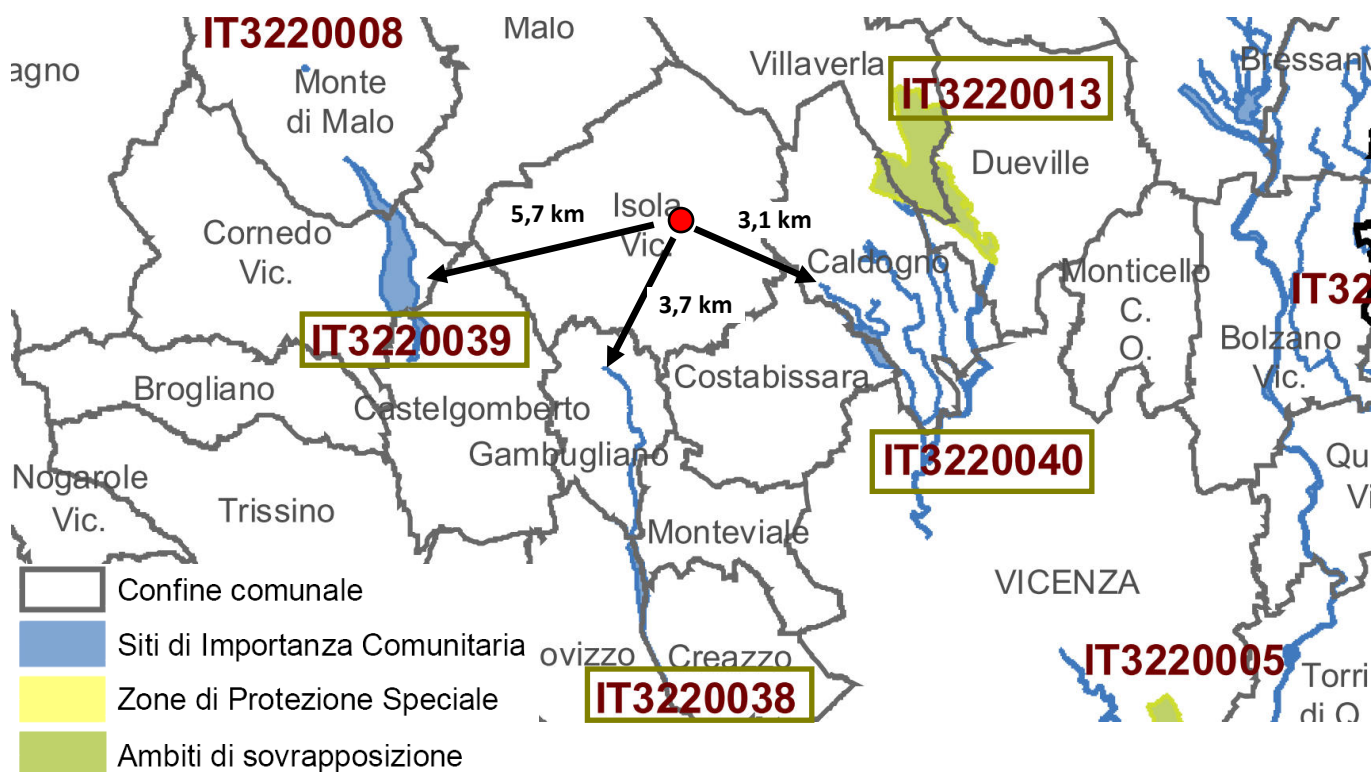 IT3220008
Malo
agno
Monte
di Malo
Villaverla
Bressanv
IT3220013
Dueville
Isola
Vic.
5,7 km
3,1 km
3,7 km
Cornedo
Vic.
Caldogno
Monticello
C.
O.
IT32
Bolzano
Vic.
IT3220039
Brogliano
Costabissara
Castelgomberto
Gambugliano
IT3220040
Nogarole
Vic.
Trissino
Qu
Vi
Monteviale
VICENZA
ovizzo
Creazzo
IT3220038
IT3220005
Torri
di Q
Confine comunale
Siti di Importanza Comunitaria
Zone di Protezione Speciale
Ambiti di sovrapposizione